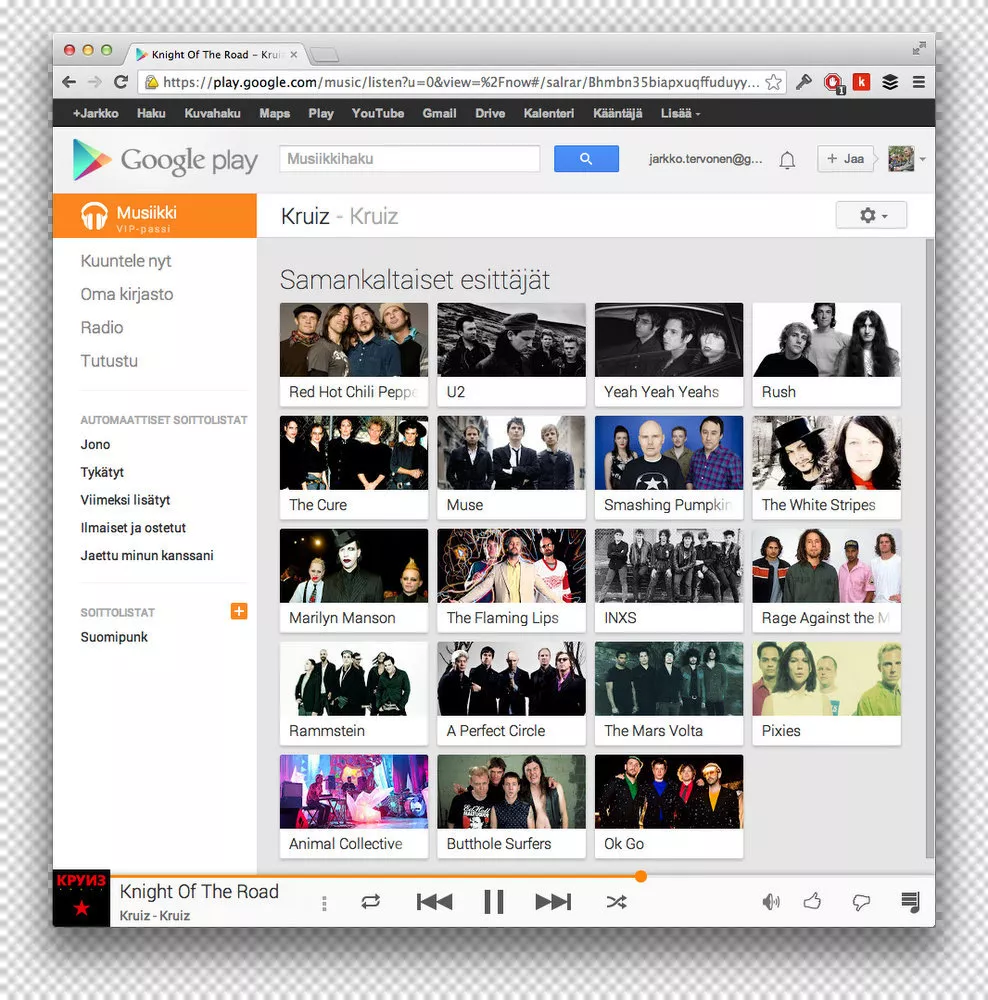 Knight Of The Road – Krui
https://play.google.com/music/listen?u=0&view=%2Fnow#/salrar/Bhmbn35biapxuqffuduyy...
1
k
+Jarkko Haku Kuvahaku Maps Play YouTube Gmail Drive Kalenteri Kääntäjä Lisää
Google play
Musiikkihaku
jarkko.tervonen@g...
+ Jaa
Musiikki
VIP-passi
Kruiz - Kruiz
Kuuntele nyt
Oma kirjasto
Radio
Tutustu
AUTOMAATTISET SOITTOLISTAT
Jono
Tykätyt
Viimeksi lisätyt
Ilmaiset ja ostetut
Jaettu minun kanssani
SOITTOLISTAT
Suomipunk
Samankaltaiset esittäjät
Red Hot Chili Peppe
U2
Yeah Yeah Yeahs
Rush
The Cure
Muse
Smashing Pumpkin
The White Stripes
Marilyn Manson
The Flaming Lips
INXS
Rage Against the M
Rammstein
A Perfect Circle
The Mars Volta
Pixies
Animal Collective
Butthole Surfers
Ok Go
КРУИЗ
Knight Of The Road
Kruiz - Kruiz